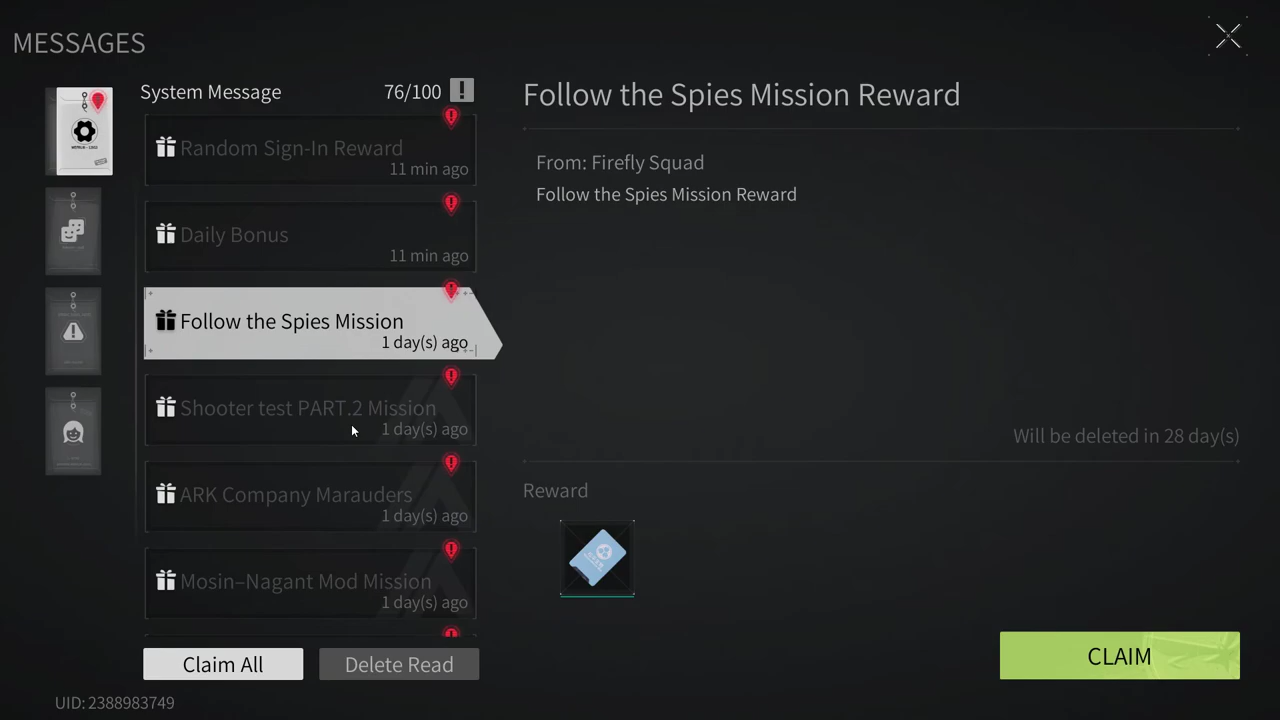 MESSAGES
System Message
76/100
Random Sign-In Reward
11 min ago
Daily Bonus
11 min ago
Follow the Spies Mission
1 day(s) ago
Shooter test PART.2 Mission
1 day(s) ago
ARK Company Marauders
1 day(s) ago
Mosin–Nagant Mod Mission
1 day(s) ago
Claim All
Delete Read
UID: 2388983749
Follow the Spies Mission Reward
From: Firefly Squad
Follow the Spies Mission Reward
Will be deleted in 28 day(s)
Reward
CLAIM